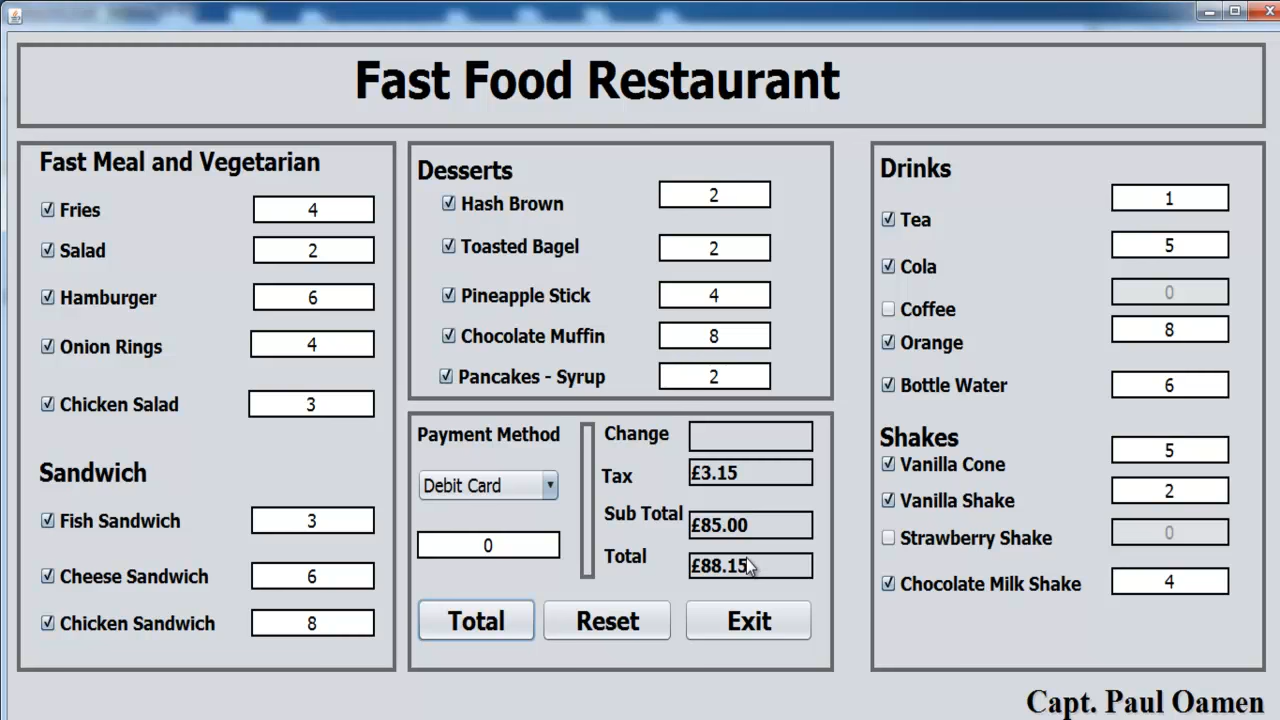 Fast Food Restaurant
Fast Meal and Vegetarian
Fries 4
Salad 2
Hamburger 6
Onion Rings 4
Chicken Salad 3
Sandwich
Fish Sandwich 3
Cheese Sandwich 6
Chicken Sandwich 8
Desserts
Hash Brown 2
Toasted Bagel 2
Pineapple Stick 4
Chocolate Muffin 8
Pancakes - Syrup 2
Payment Method
Debit Card
0
Change
Tax £3.15
Sub Total £85.00
Total £88.15
Total Reset Exit
Drinks
Tea 1
Cola 5
Coffee 0
Orange 8
Bottle Water 6
Shakes
Vanilla Cone 5
Vanilla Shake 2
Strawberry Shake 0
Chocolate Milk Shake 4
Capt. Paul Oamen